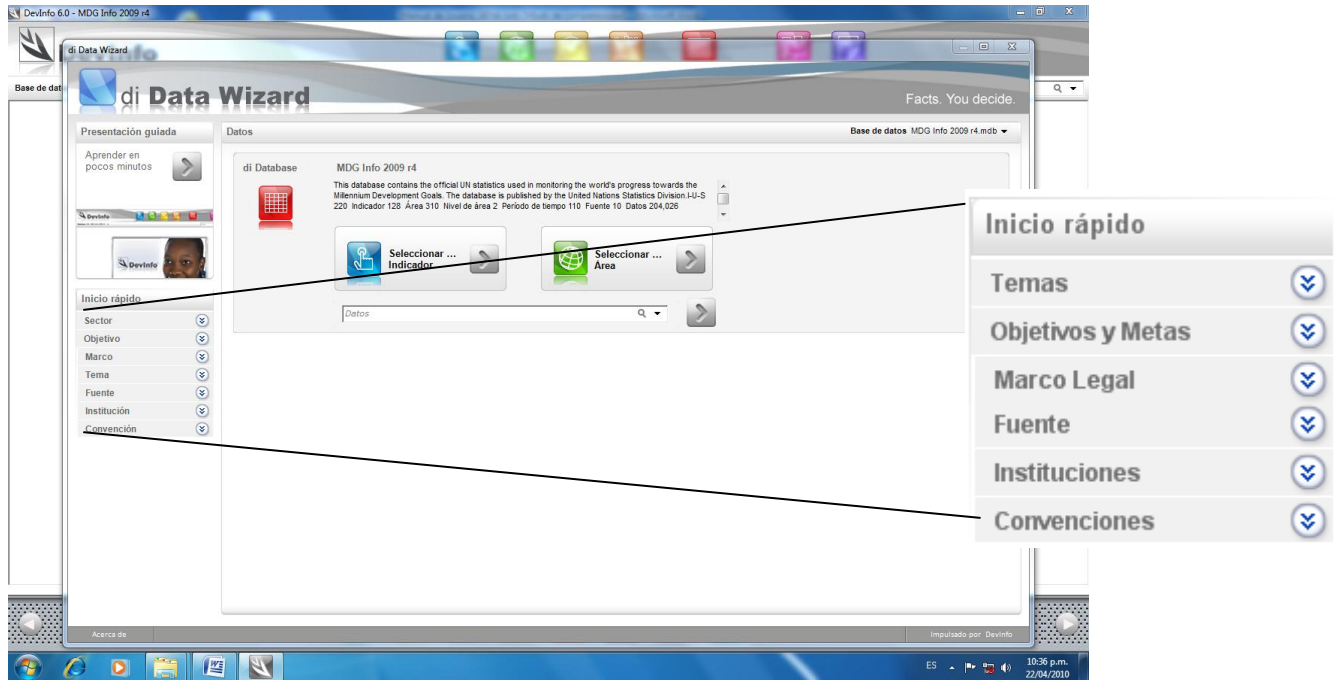 DevInfo 6.0 - MDG Info 2009 r4
di Data Wizard
DevInfo
Base de dat
di Data Wizard
Facts. You decide.
Presentación guiada
Datos
Base de datos MDG Info 2009 r4.mdb
Aprender en
pocos minutos
DevInfo
DevInfo
di Database
MDG Info 2009 r4
This database contains the official UN statistics used in monitoring the world's progress towards the
Millennium Development Goals. The database is published by the United Nations Statistics Division.I-U-S
220 Indicador 128 Área 310 Nivel de área 2 Período de tiempo 110 Fuente 10 Datos 204,026
Seleccionar ...
Indicador
Seleccionar ...
Área
Datos
Inicio rápido
Sector
Objetivo
Marco
Tema
Fuente
Institución
Convención
Inicio rápido
Temas
Objetivos y Metas
Marco Legal
Fuente
Instituciones
Convenciones
Acerca de
Impulsado por DevInfo
ES
10:36 p.m.
22/04/2010